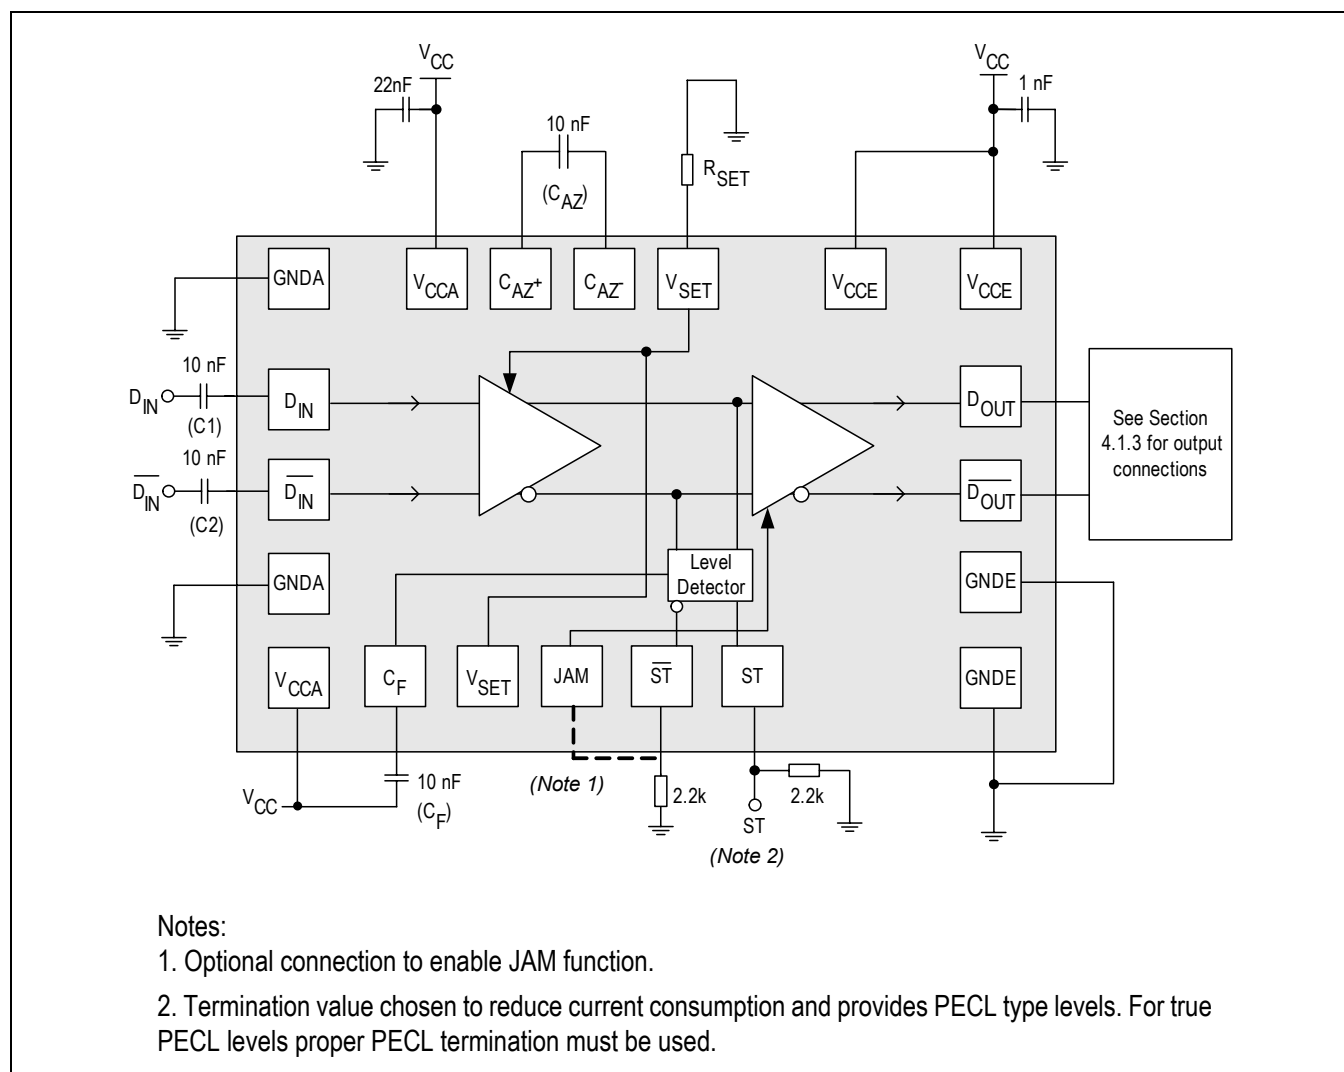 VCC
22nF
10 nF
(CAZ)
RSET
VCC
1 nF
GNDA
VCCA
CAZ+
CAZ-
VSET
VCCE
VCCE
10 nF
DIN
(C1)
DIN
DOUT
See Section
4.1.3 for output
connections
10 nF
D̅I̅N̅
(C2)
D̅I̅N̅
D̅O̅U̅T̅
Level
Detector
GNDA
GNDE
VCCA
CF
VSET
JAM
S̅T̅
ST
GNDE
VCC
10 nF
(CF)
(Note 1)
2.2k
2.2k
ST
(Note 2)
Notes:
1. Optional connection to enable JAM function.
2. Termination value chosen to reduce current consumption and provides PECL type levels. For true
PECL levels proper PECL termination must be used.